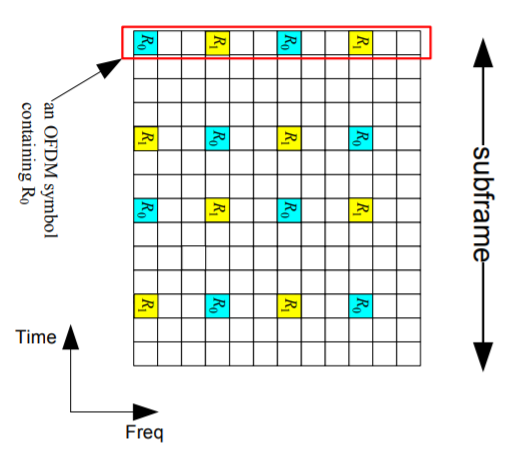 R0 R1 R0 R1
R1 R0 R1 R0
R0 R1 R0 R1
R1 R0 R1 R0
an OFDM symbol
containing R0
subframe
Time
Freq